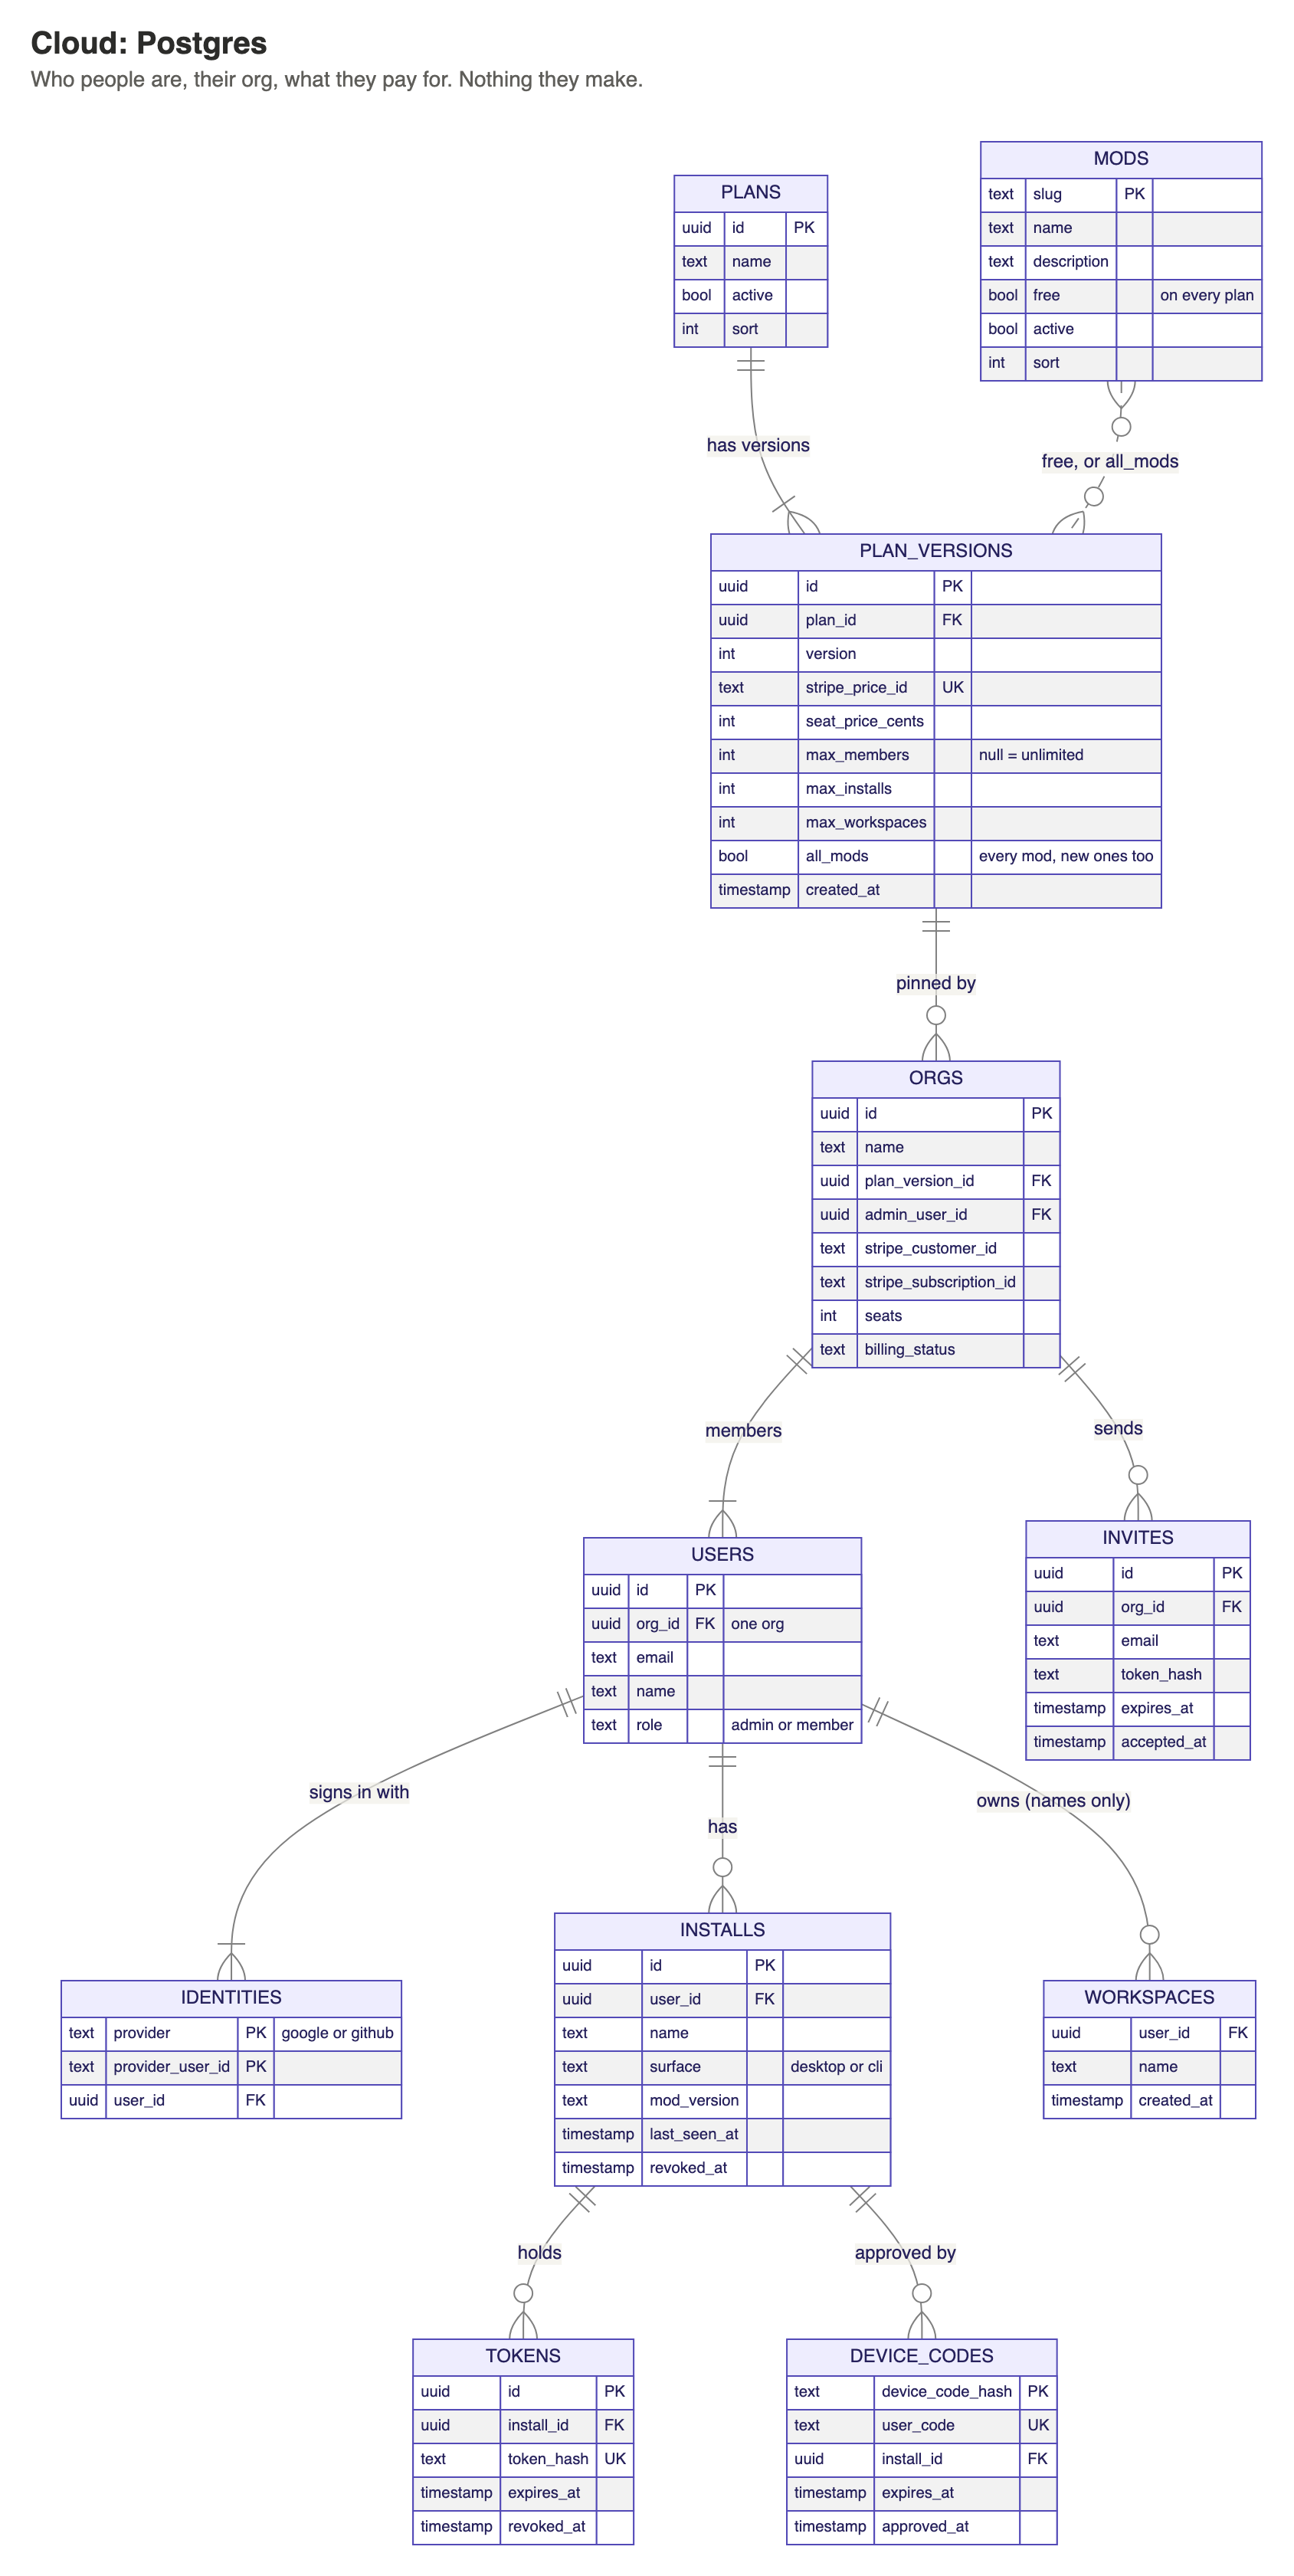 Cloud: Postgres
Who people are, their org, what they pay for. Nothing they make.
PLANS
uuid id PK
text name
bool active
int sort
MODS
text slug PK
text name
text description
bool free on every plan
bool active
int sort
has versions
free, or all_mods
PLAN_VERSIONS
uuid id PK
uuid plan_id FK
int version
text stripe_price_id UK
int seat_price_cents
int max_members null = unlimited
int max_installs
int max_workspaces
bool all_mods every mod, new ones too
timestamp created_at
pinned by
ORGS
uuid id PK
text name
uuid plan_version_id FK
uuid admin_user_id FK
text stripe_customer_id
text stripe_subscription_id
int seats
text billing_status
members
sends
USERS
uuid id PK
uuid org_id FK one org
text email
text name
text role admin or member
INVITES
uuid id PK
uuid org_id FK
text email
text token_hash
timestamp expires_at
timestamp accepted_at
signs in with
has
owns (names only)
IDENTITIES
text provider PK google or github
text provider_user_id PK
uuid user_id FK
INSTALLS
uuid id PK
uuid user_id FK
text name
text surface desktop or cli
text mod_version
timestamp last_seen_at
timestamp revoked_at
WORKSPACES
uuid user_id FK
text name
timestamp created_at
holds
approved by
TOKENS
uuid id PK
uuid install_id FK
text token_hash UK
timestamp expires_at
timestamp revoked_at
DEVICE_CODES
text device_code_hash PK
text user_code UK
uuid install_id FK
timestamp expires_at
timestamp approved_at